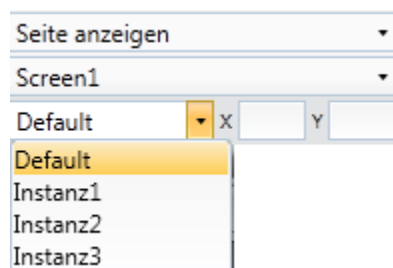 Seite anzeigen
Screen1
Default X Y
Default
Instanz1
Instanz2
Instanz3